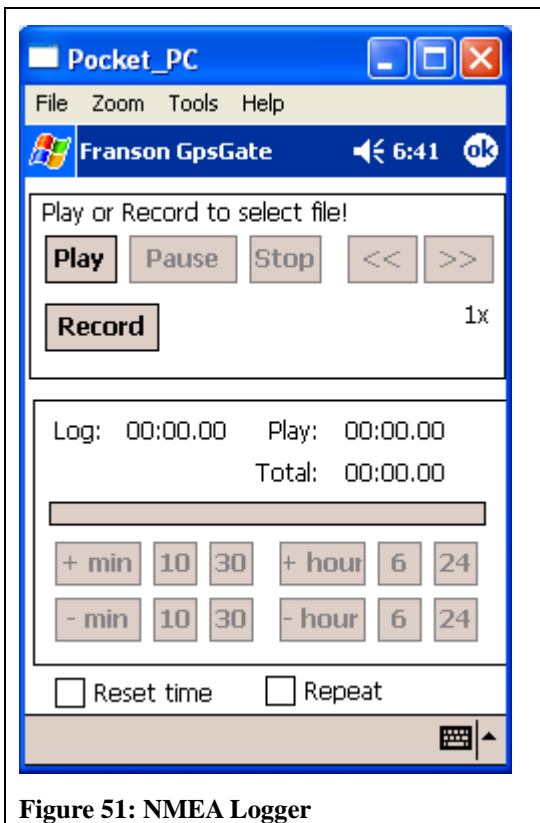 Pocket_PC
File Zoom Tools Help
Franson GpsGate 6:41 ok
Play or Record to select file!
Play Pause Stop << >>
Record 1x
Log: 00:00.00 Play: 00:00.00
Total: 00:00.00
+ min 10 30 + hour 6 24
- min 10 30 - hour 6 24
Reset time Repeat
Figure 51: NMEA Logger